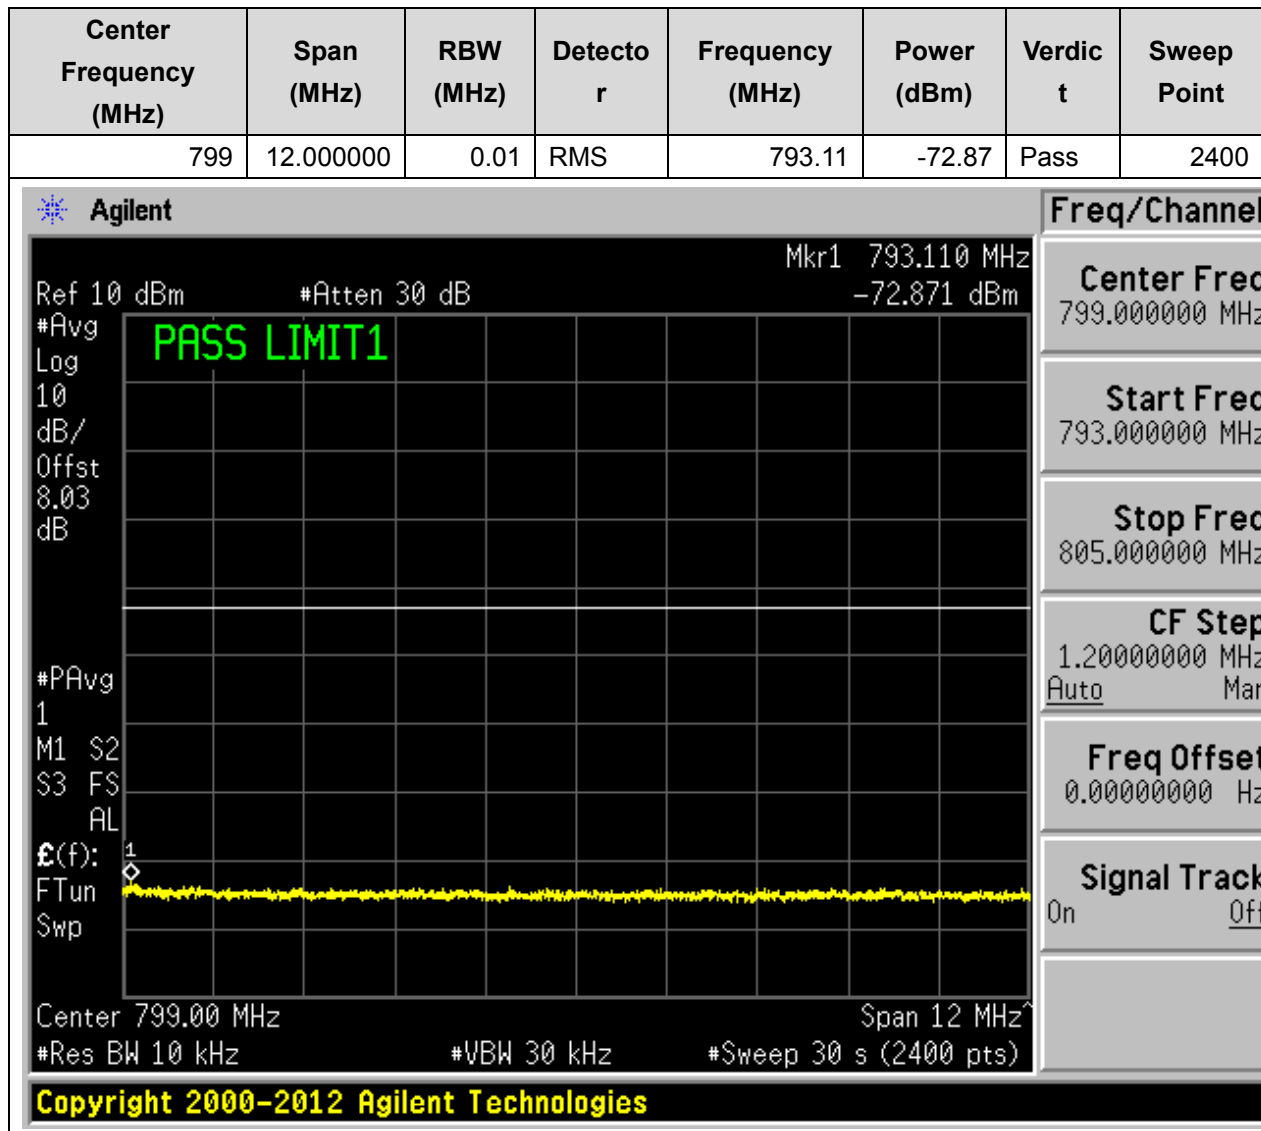 Center Frequency (MHz) Span (MHz) RBW (MHz) Detecto r Frequency (MHz) Power (dBm) Verdic t Sweep Point
799 12.000000 0.01 RMS 793.11 -72.87 Pass 2400
Agilent
Freq/Channel
Mkr1 793.110 MHz
Ref 10 dBm #Atten 30 dB -72.871 dBm
#Avg
Log
10
dB/
Offst
8.03
dB
PASS LIMIT1
#PAvg
1
M1 S2
S3 FS
AL
£(f):
FTun
Swp
1
Center 799.00 MHz Span 12 MHz^
#Res BW 10 kHz #VBW 30 kHz #Sweep 30 s (2400 pts)
Center Freq
799.000000 MHz
Start Freq
793.000000 MHz
Stop Freq
805.000000 MHz
CF Step
1.20000000 MHz
Auto Man
Freq Offset
0.00000000 Hz
Signal Track
On Off
Copyright 2000-2012 Agilent Technologies